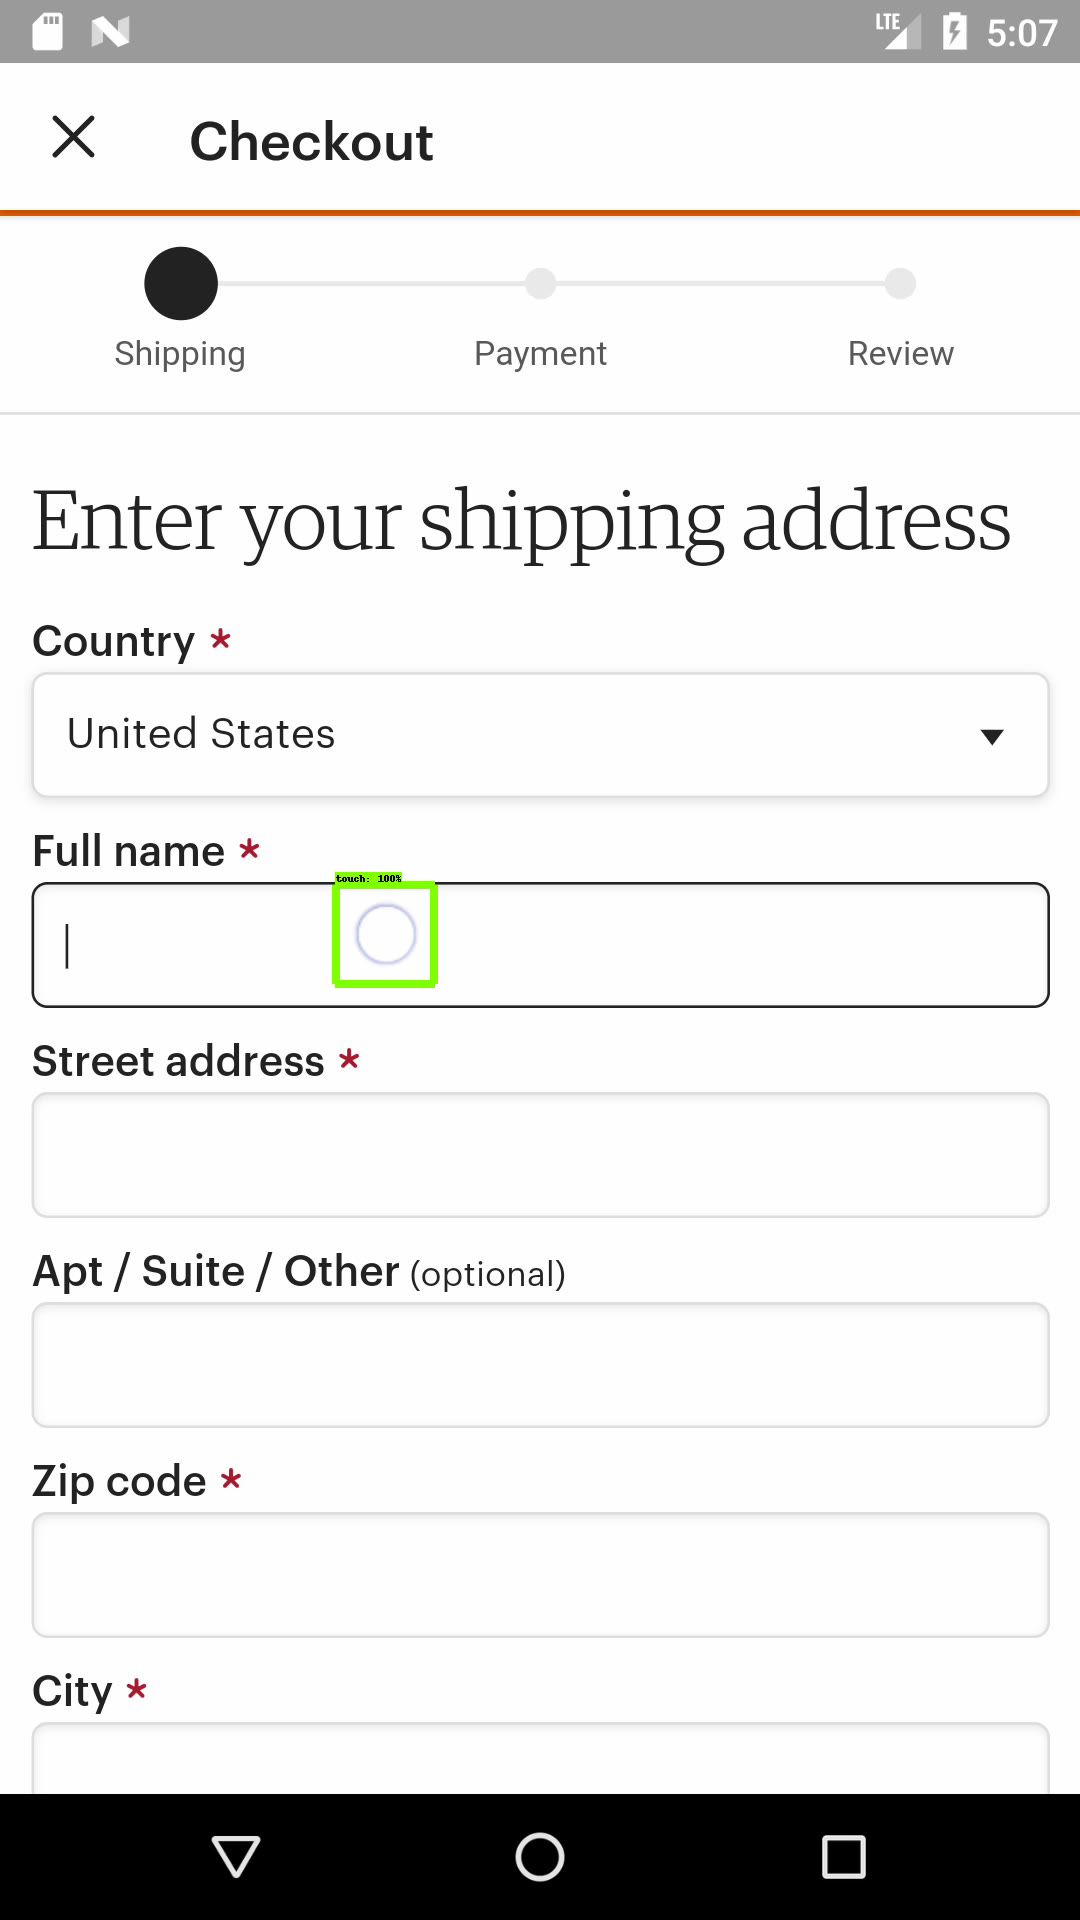 LTE 5:07
Checkout
Shipping Payment Review
Enter your shipping address
Country *
United States
Full name *
touch: 100%
Street address *
Apt / Suite / Other (optional)
Zip code *
City *